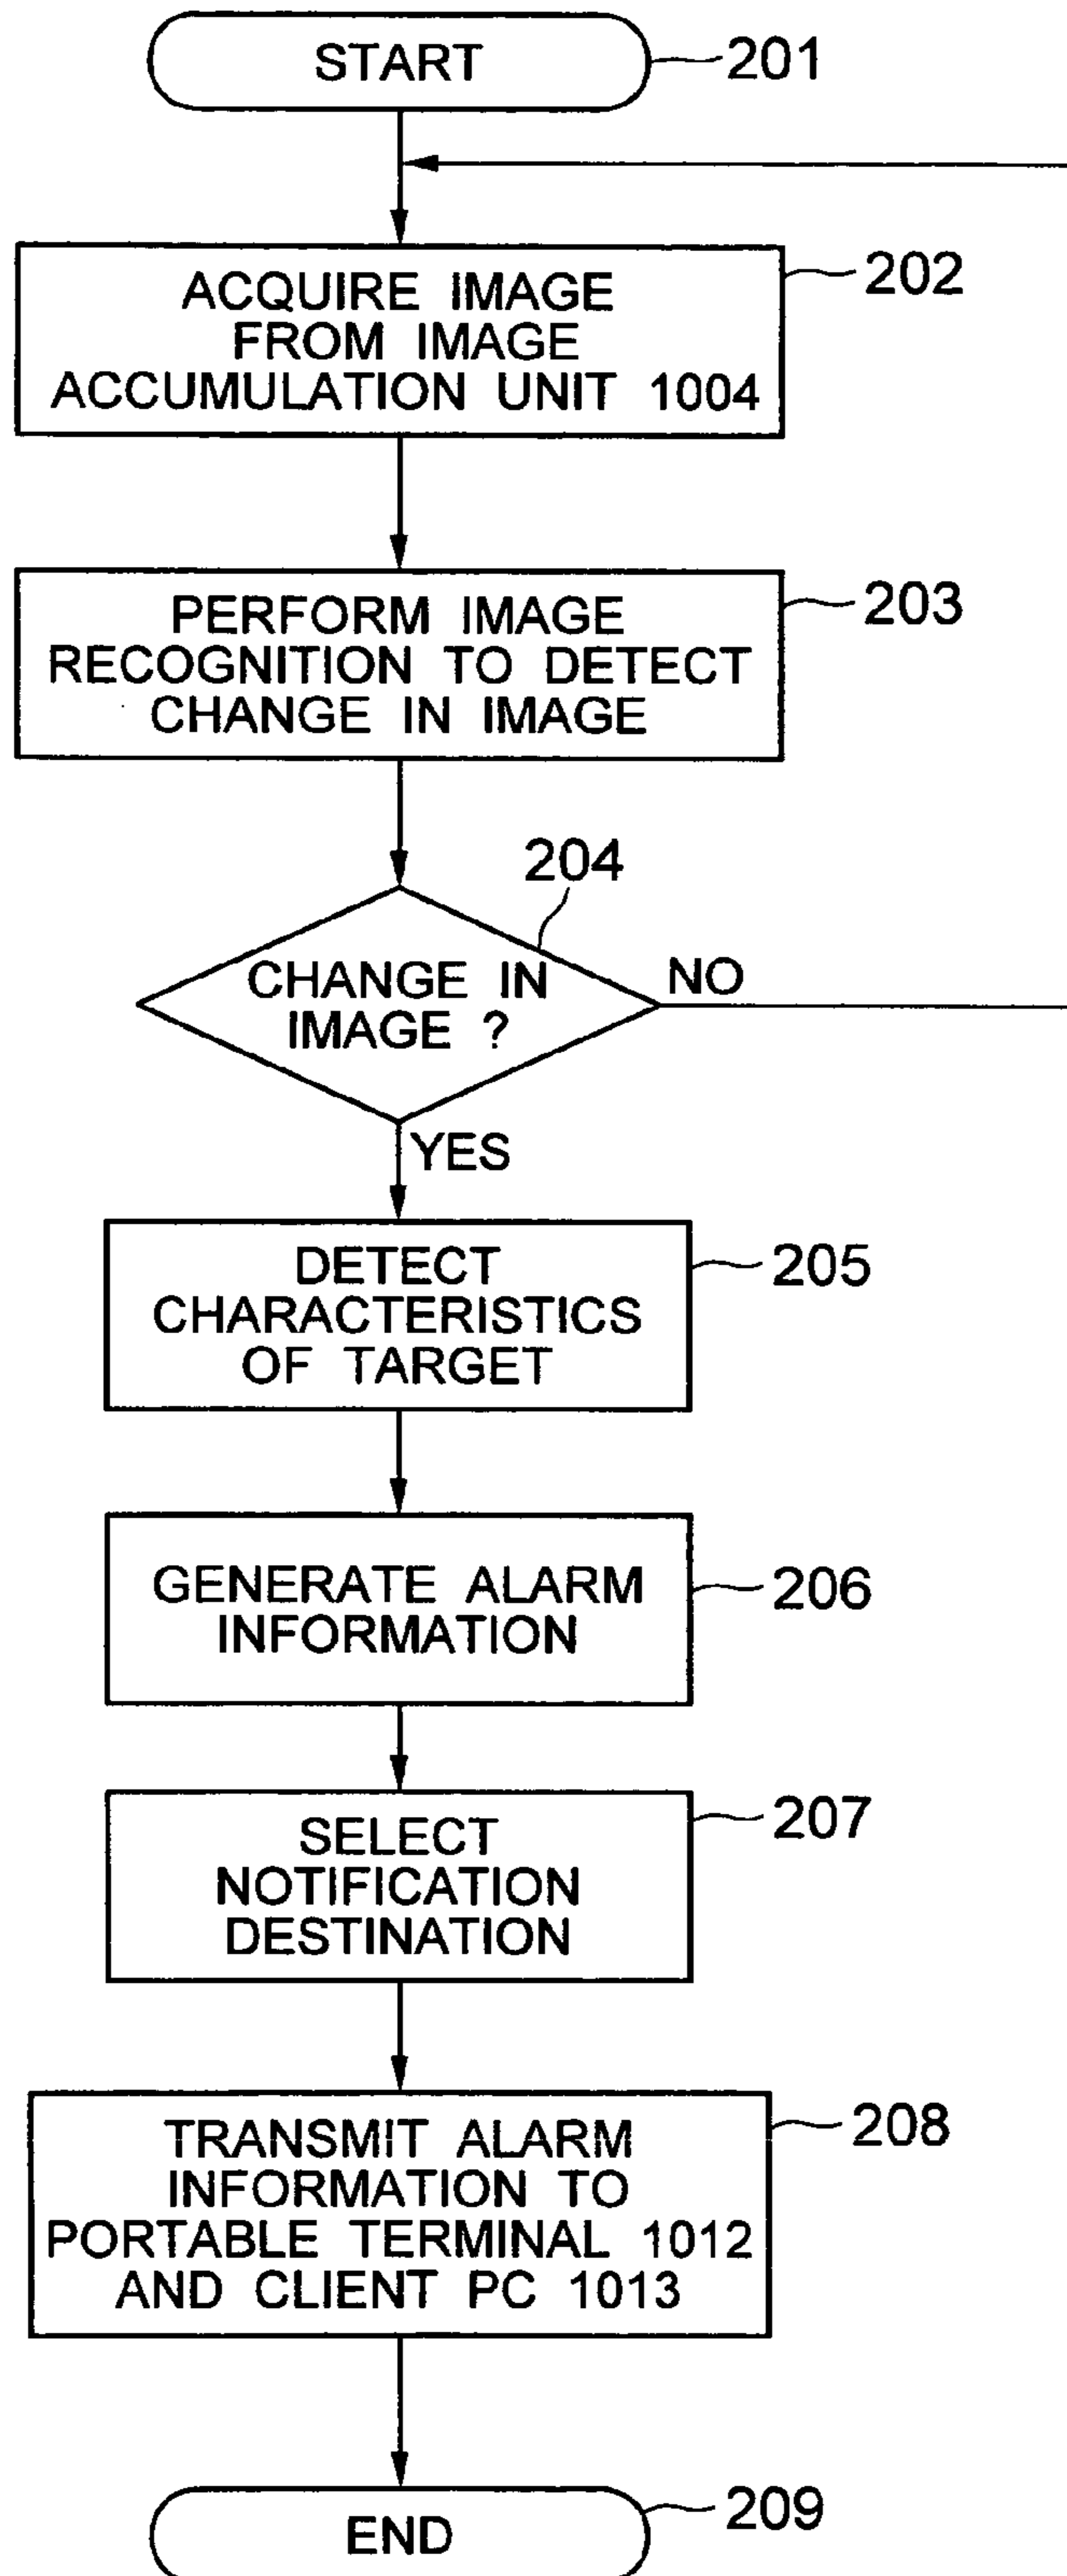 START
201
ACQUIRE IMAGE
FROM IMAGE
ACCUMULATION UNIT 1004
202
PERFORM IMAGE
RECOGNITION TO DETECT
CHANGE IN IMAGE
203
204
CHANGE IN
IMAGE ?
NO
YES
DETECT
CHARACTERISTICS
OF TARGET
205
GENERATE ALARM
INFORMATION
206
SELECT
NOTIFICATION
DESTINATION
207
TRANSMIT ALARM
INFORMATION TO
PORTABLE TERMINAL 1012
AND CLIENT PC 1013
208
END
209